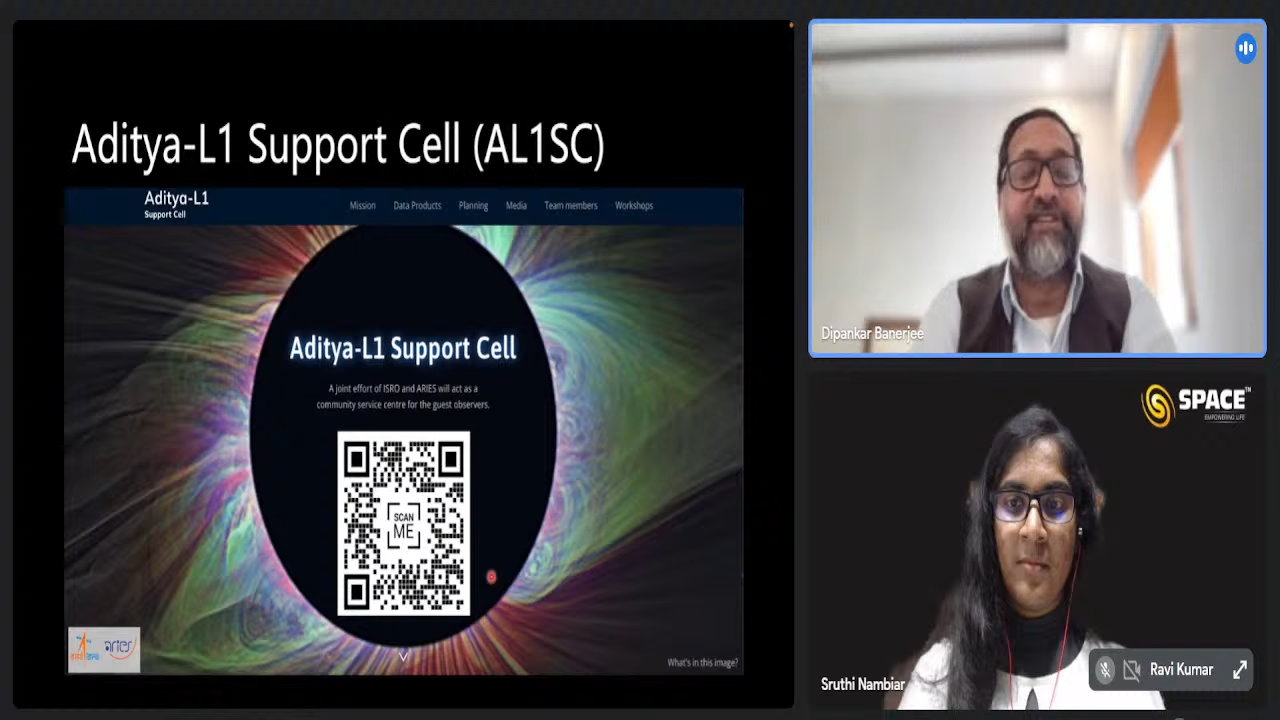 Aditya-L1 Support Cell (AL1SC)
Aditya-L1
Support Cell
Mission Data Products Planning Media Team members Workshops
Aditya-L1 Support Cell
A joint effort of ISRO and ARIES will act as a
community service centre for the guest observers.
SCAN
ME
aries
What's in this image?
Dipankar Banerjee
SPACE™
EMPOWERING LIFE
Sruthi Nambiar
Ravi Kumar